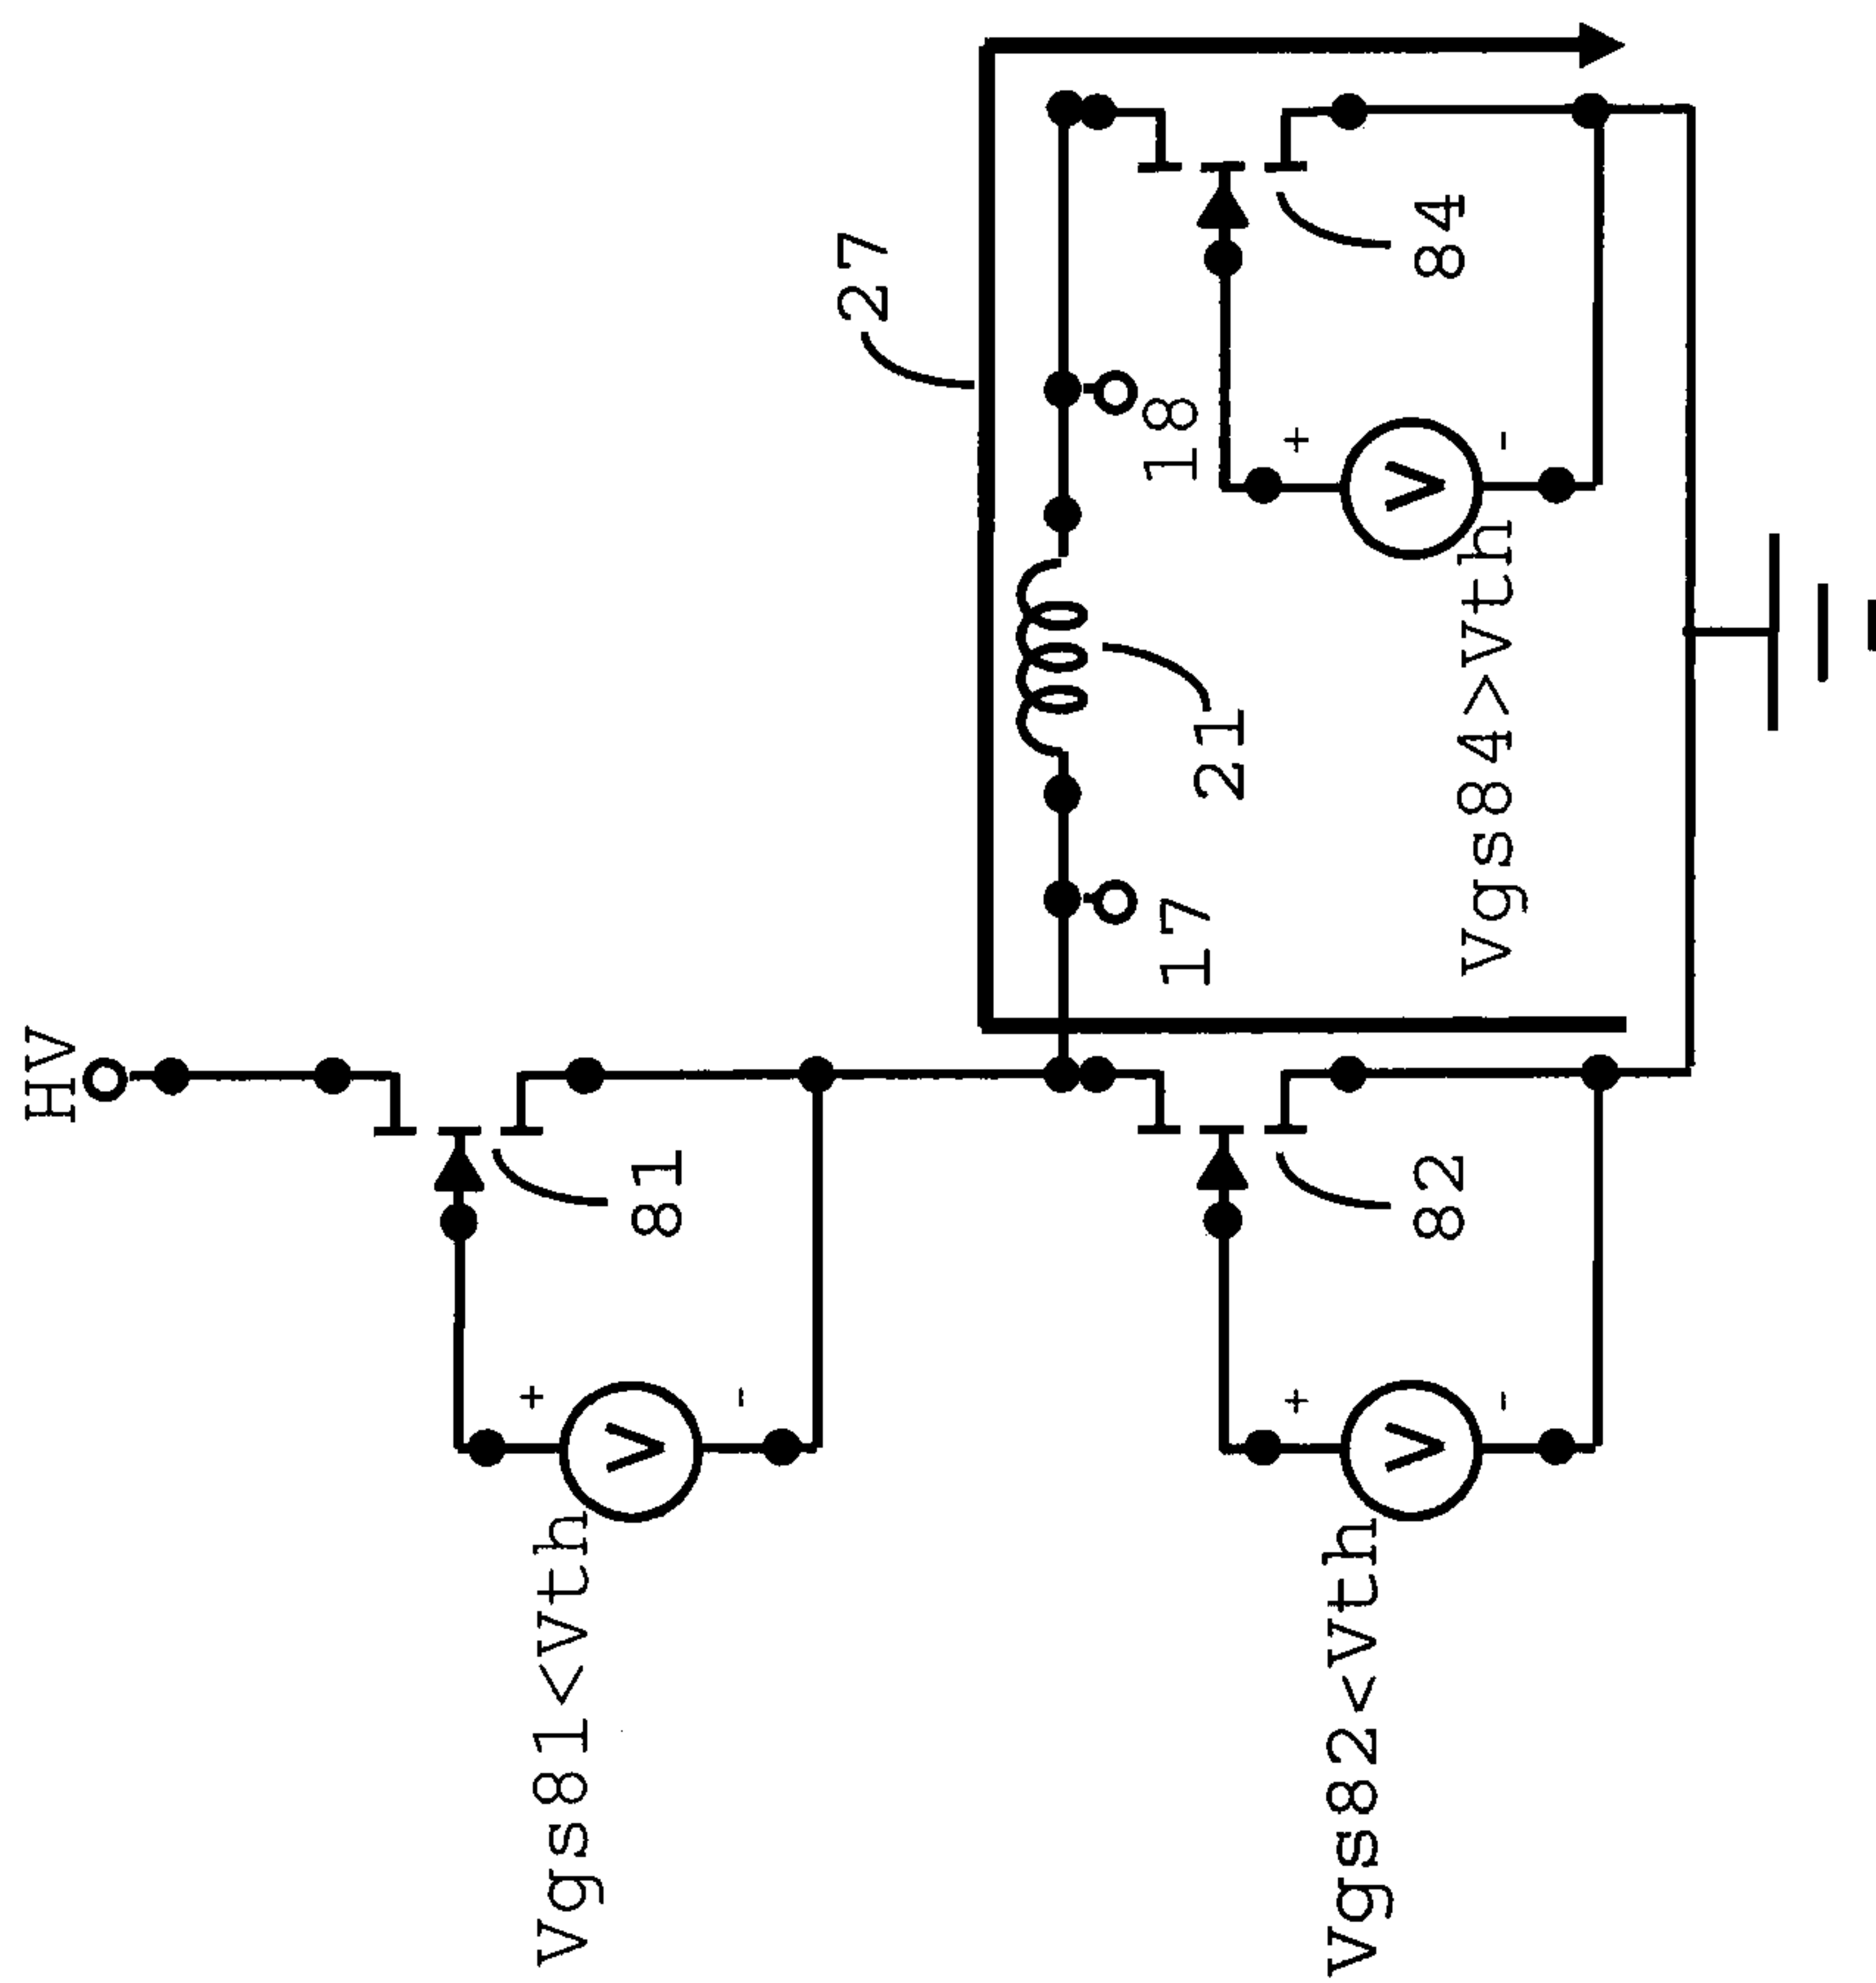 HV
81
Vgs81<Vth
+
V
-
27
17
21
18
82
Vgs82<Vth
+
V
-
84
Vgs84>Vth
+
V
-